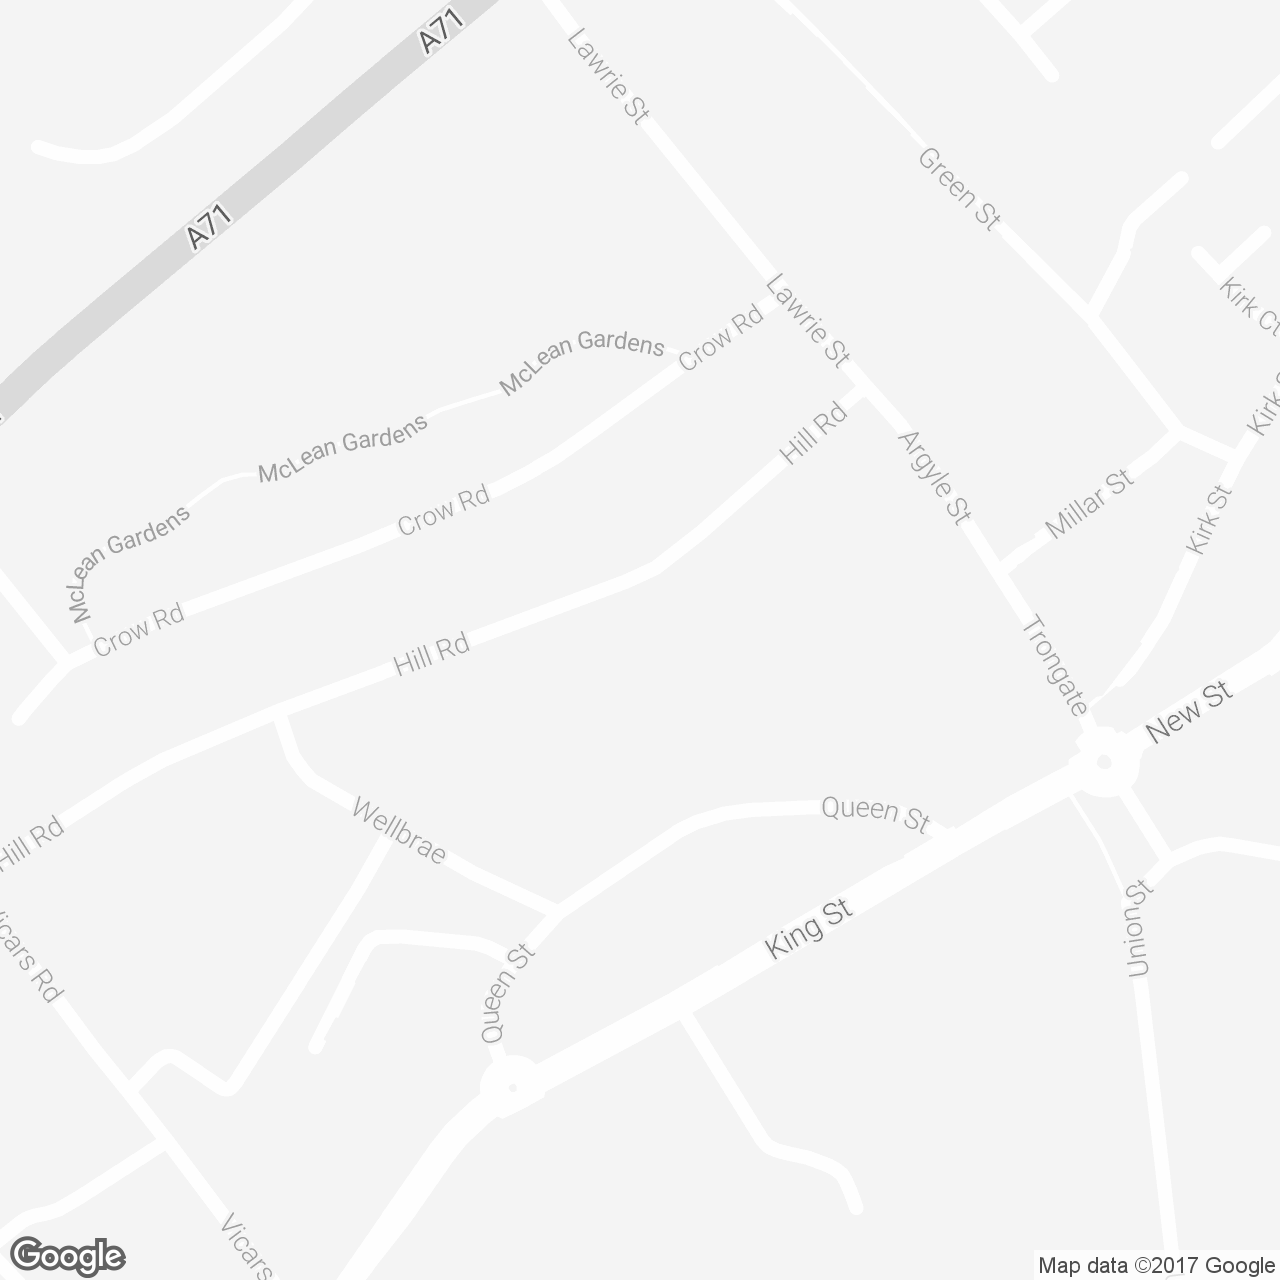 A71
Lawrie St
Green St
A71
Kirk Ct
Lawrie St
Crow Rd
McLean Gardens
Kirk
Hill Rd
McLean Gardens
Argyle St
Millar St
Crow Rd
Kirk St
McLean Gardens
Crow Rd
Hill Rd
Trongate
New St
Hill Rd
Wellbrae
Queen St
King St
Union St
Vicars Rd
Queen St
Vicars
Google
Map data ©2017 Google